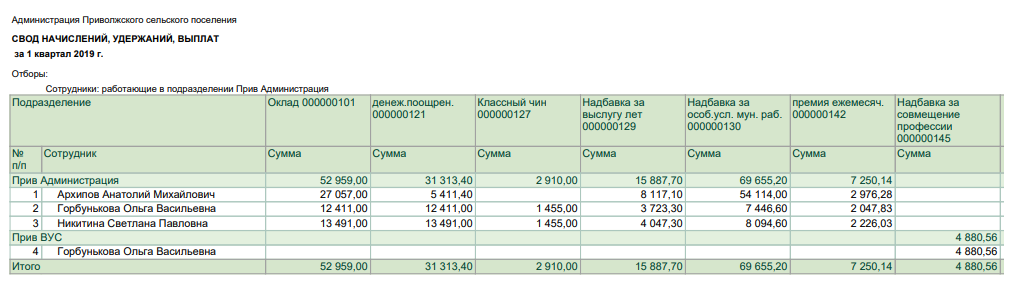 Администрация Приволжского сельского поселения
СВОД НАЧИСЛЕНИЙ, УДЕРЖАНИЙ, ВЫПЛАТ
за 1 квартал 2019 г.
Отборы:
Сотрудники: работающие в подразделении Прив Администрация
Подразделение Оклад 000000101 денеж.поощрен. 000000121 Классный чин 000000127 Надбавка за выслугу лет 000000129 Надбавка за особ.усл. мун. раб. 000000130 премия ежемесяч. 000000142 Надбавка за совмещение профессии 000000145
№ п/п Сотрудник Сумма Сумма Сумма Сумма Сумма Сумма Сумма
Прив Администрация 52 959,00 31 313,40 2 910,00 15 887,70 69 655,20 7 250,14
1 Архипов Анатолий Михайлович 27 057,00 5 411,40 8 117,10 54 114,00 2 976,28
2 Горбунькова Ольга Васильевна 12 411,00 12 411,00 1 455,00 3 723,30 7 446,60 2 047,83
3 Никитина Светлана Павловна 13 491,00 13 491,00 1 455,00 4 047,30 8 094,60 2 226,03
Прив ВУС 4 880,56
4 Горбунькова Ольга Васильевна 4 880,56
Итого 52 959,00 31 313,40 2 910,00 15 887,70 69 655,20 7 250,14 4 880,56